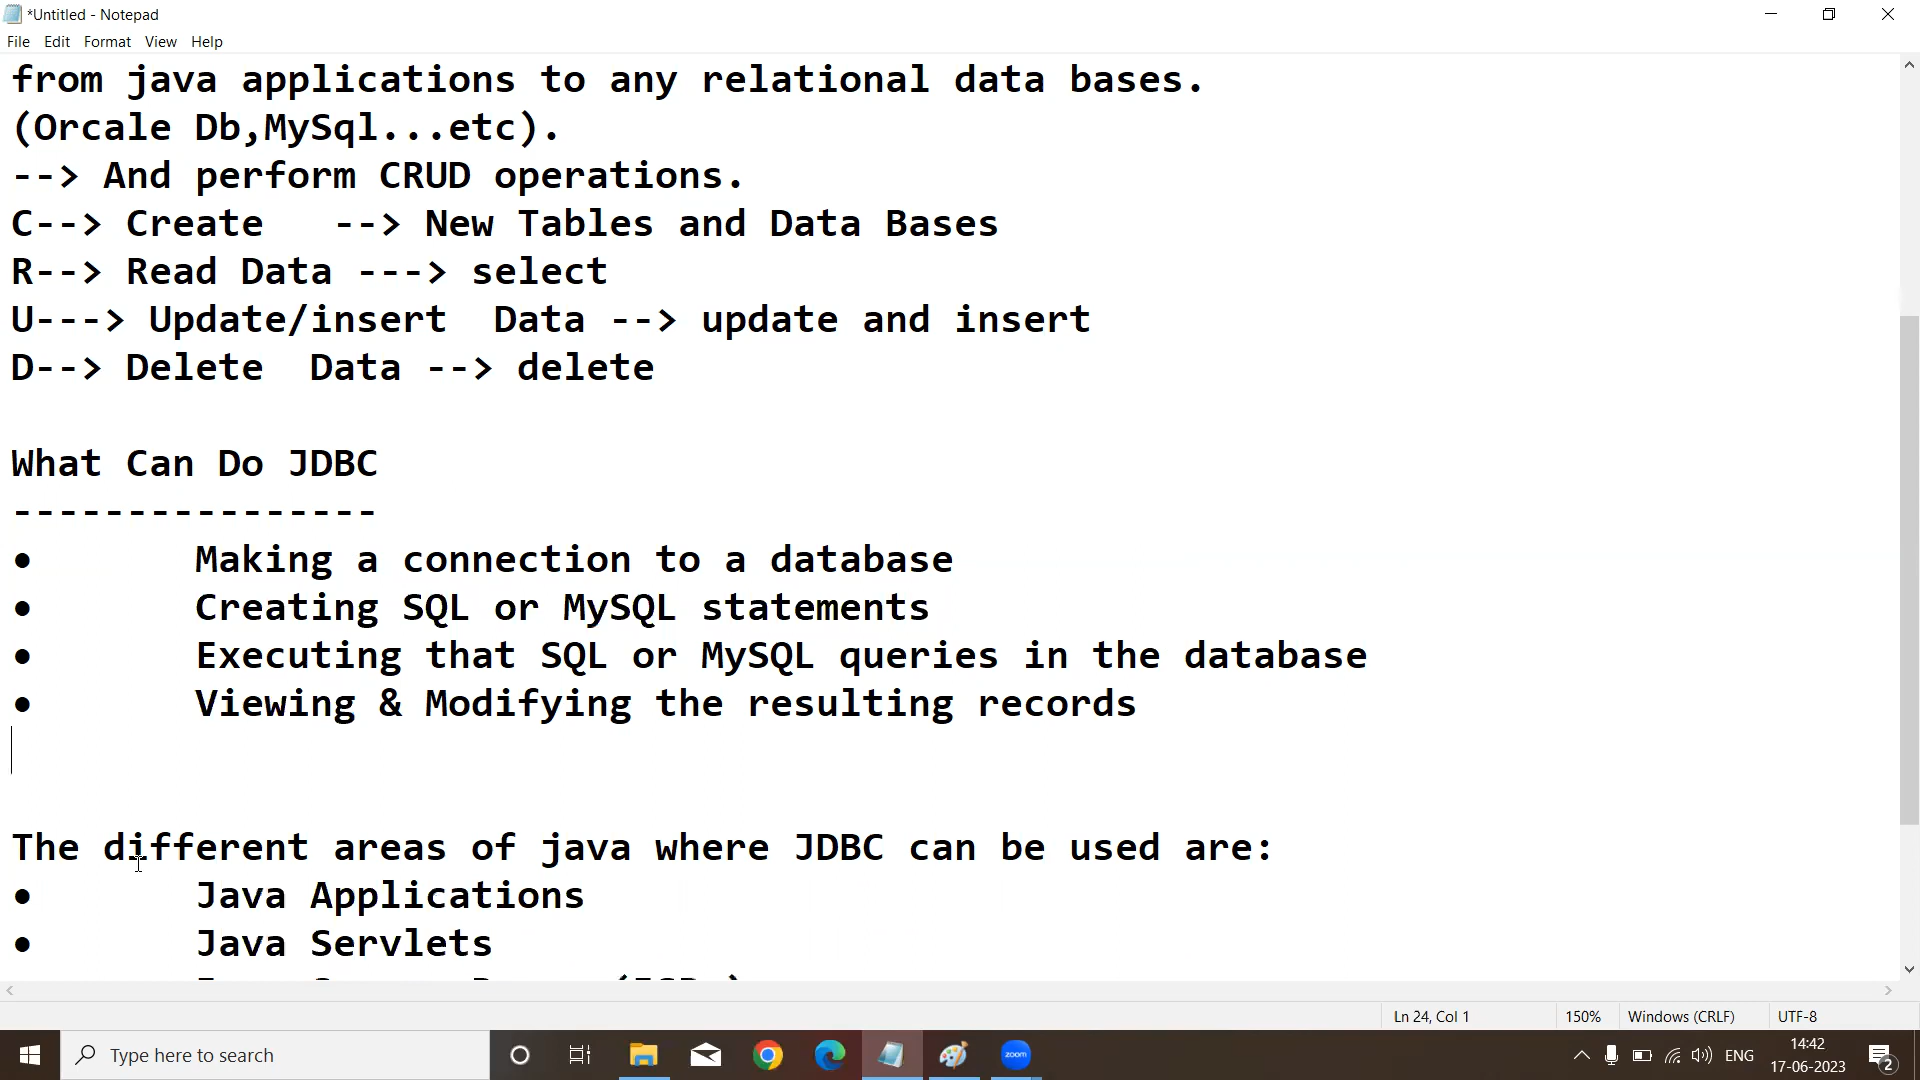 *Untitled - Notepad
File Edit Format View Help
from java applications to any relational data bases.
(Orcale Db,MySql...etc).
--> And perform CRUD operations.
C--> Create   --> New Tables and Data Bases
R--> Read Data ---> select
U---> Update/insert  Data --> update and insert
D--> Delete  Data --> delete
What Can Do JDBC
----------------
•	Making a connection to a database
•	Creating SQL or MySQL statements
•	Executing that SQL or MySQL queries in the database
•	Viewing & Modifying the resulting records
The different areas of java where JDBC can be used are:
•	Java Applications
•	Java Servlets
Ln 24, Col 1 150% Windows (CRLF) UTF-8
Type here to search
zoom
ENG
14:42
17-06-2023
2